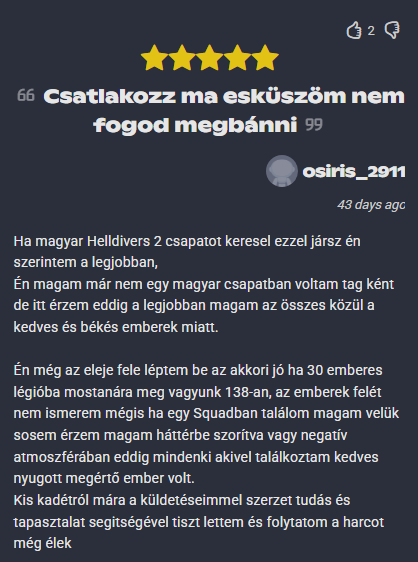 2
66 Csatlakozz ma esküszöm nem
fogod megbánni 99
osiris_2911
43 days ago
Ha magyar Helldivers 2 csapatot keresel ezzel jársz én
szerintem a legjobban,
Én magam már nem egy magyar csapatban voltam tag ként
de itt érzem eddig a legjobban magam az összes közül a
kedves és békés emberek miatt.
Én még az eleje fele léptem be az akkori jó ha 30 emberes
légióba mostanára meg vagyunk 138-an, az emberek felét
nem ismerem mégis ha egy Squadban találom magam velük
sosem érzem magam háttérbe szorítva vagy negatív
atmoszférában eddig mindenki akivel találkoztam kedves
nyugott megértő ember volt.
Kis kadétról mára a küldetéseimmel szerzet tudás és
tapasztalat segitségével tiszt lettem és folytatom a harcot
még élek